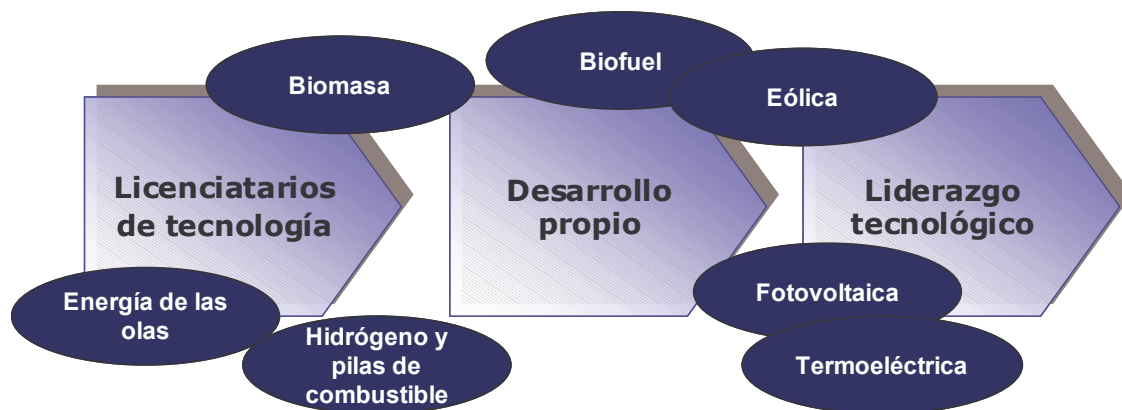 Biofuel
Biomasa
Eólica
Licenciatarios
de tecnología
Desarrollo
propio
Liderazgo
tecnológico
Energía de las
olas
Hidrógeno y
pilas de
combustible
Fotovoltaica
Termoeléctrica